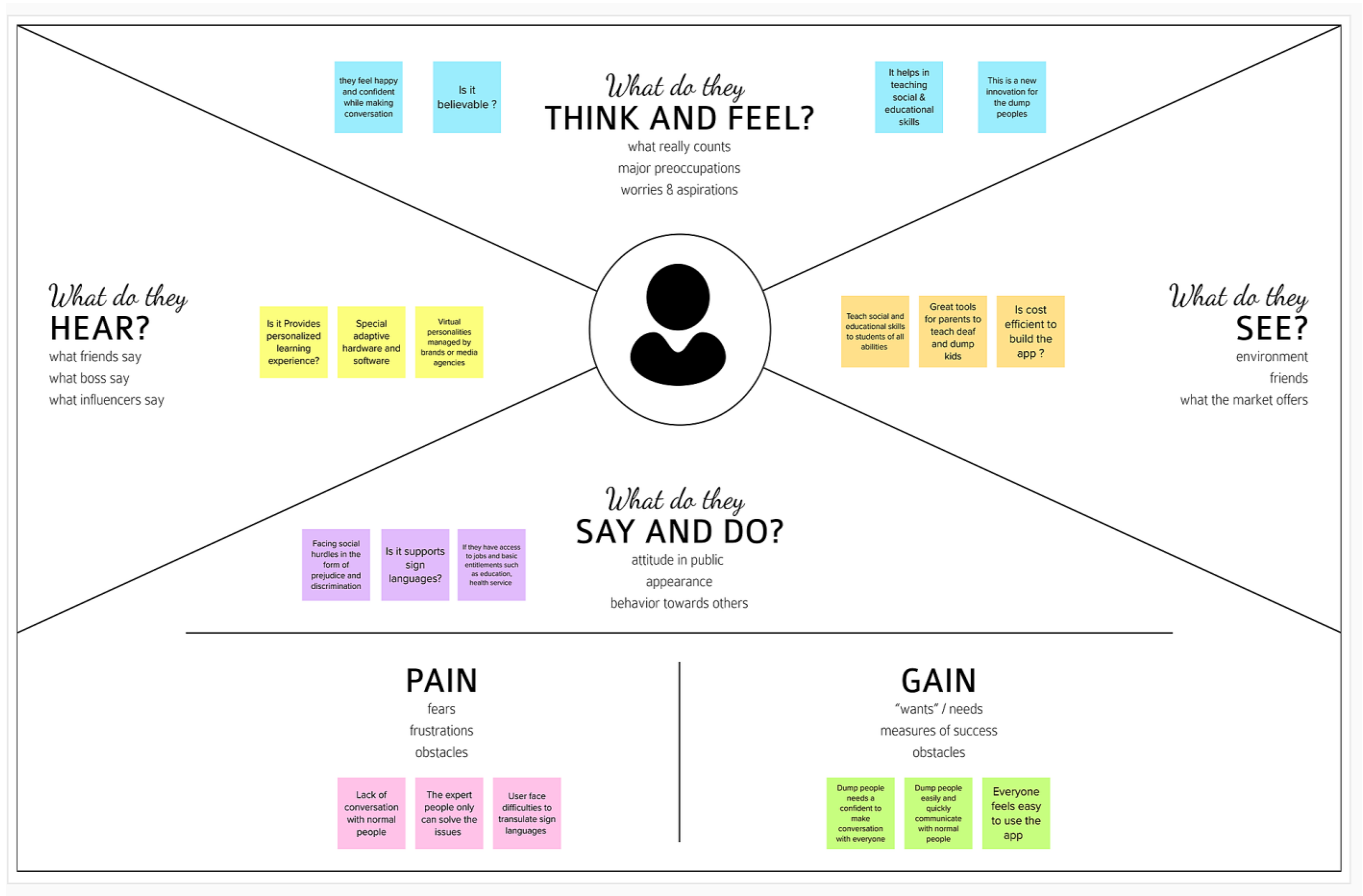 they feel happy
and confident
while making
conversation
Is it
believable ?
What do they
THINK AND FEEL?
what really counts
major preoccupations
worries & aspirations
It helps in
teaching
social &
educational
skills
This is a new
innovation for
the dump
peoples
What do they
HEAR?
what friends say
what boss say
what influencers say
Is it Provides
personalized
learning
experience?
Special
adaptive
hardware and
software
Virtual
personalities
managed by
brands or media
agencies
Teach social and
educational skills
to students of all
abilities
Great tools
for parents to
teach deaf
and dump
kids
Is cost
efficient to
build the
app ?
What do they
SEE?
environment
friends
what the market offers
What do they
SAY AND DO?
attitude in public
appearance
behavior towards others
Facing social
hurdles in the
form of
prejudice and
discrimination
Is it supports
sign
languages?
If they have access
to jobs and basic
entitlements such
as education,
health service
PAIN
fears
frustrations
obstacles
Lack of
conversation
with normal
people
The expert
people only
can solve the
issues
User face
difficulties to
transulate sign
languages
GAIN
“wants” / needs
measures of success
obstacles
Dump people
needs a
confident to
make
conversation
with everyone
Dump people
easily and
quickly
communicate
with normal
people
Everyone
feels easy
to use the
app